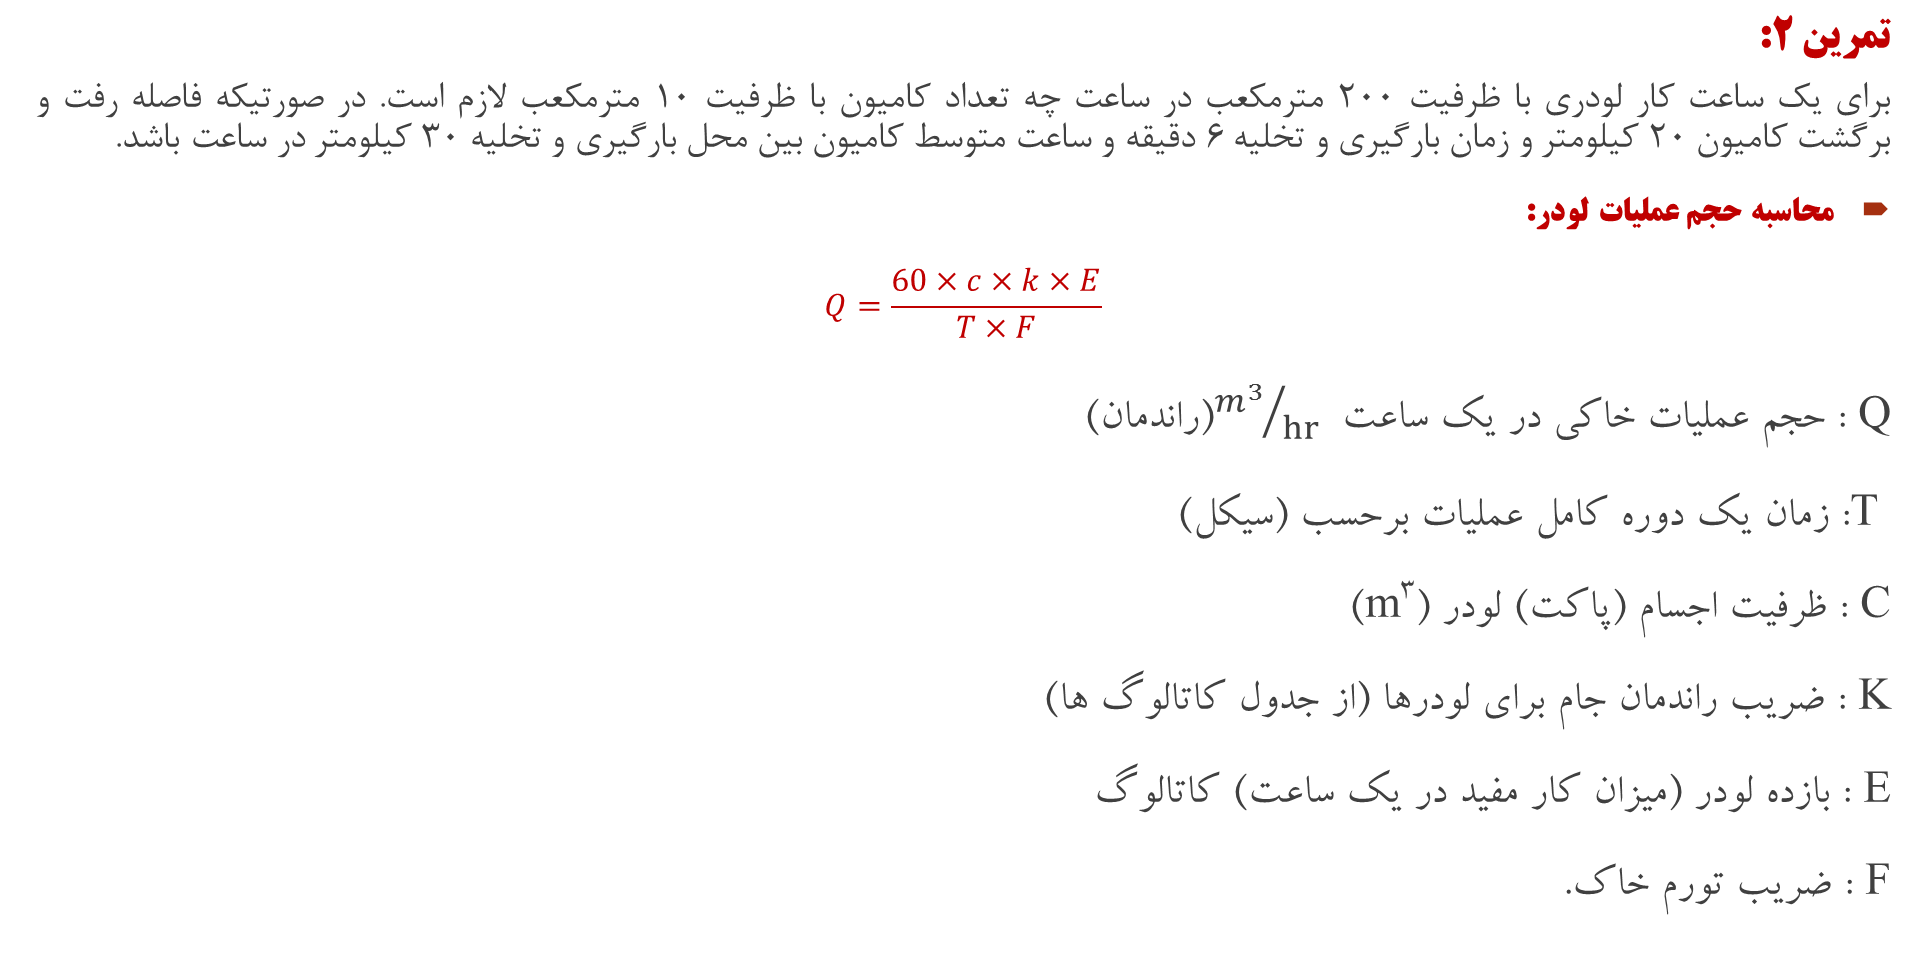 تمرین ۲:
برای یک ساعت کار لودری با ظرفیت ۲۰۰ مترمکعب در ساعت چه تعداد کامیون با ظرفیت ۱۰ مترمکعب لازم است. در صورتیکه فاصله رفت و
برگشت کامیون ۲۰ کیلومتر و زمان بارگیری و تخلیه ۶ دقیقه و ساعت متوسط کامیون بین محل بارگیری و تخلیه ۳۰ کیلومتر در ساعت باشد.
محاسبه حجم عملیات لودر:
Q = (60 × c × k × E) / (T × F)
Q : حجم عملیات خاکی در یک ساعت m³/hr (راندمان)
T: زمان یک دوره کامل عملیات برحسب (سیکل)
C : ظرفیت اجسام (پاکت) لودر (m۳)
K : ضریب راندمان جام برای لودرها (از جدول کاتالوگ ها)
E : بازده لودر (میزان کار مفید در یک ساعت) کاتالوگ
F : ضریب تورم خاک.